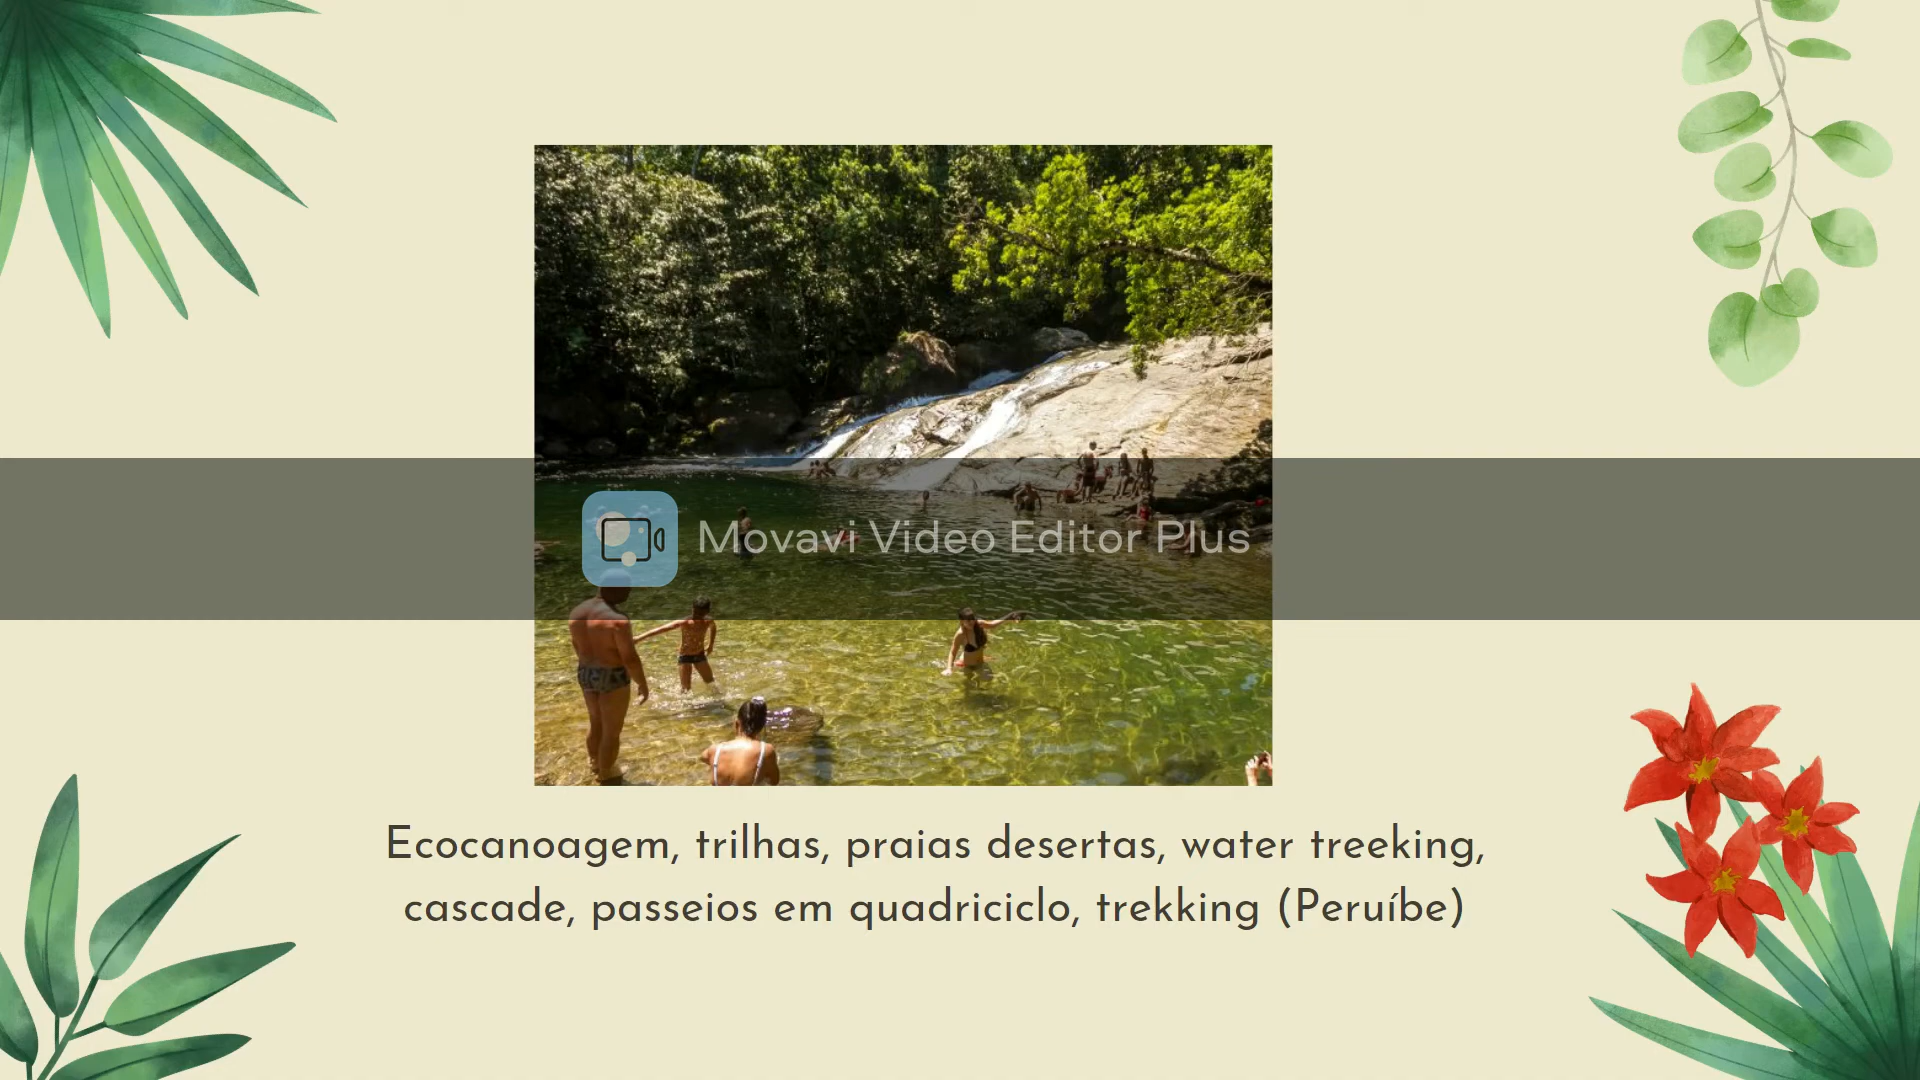 Movavi Video Editor Plus
Ecocanoagem, trilhas, praias desertas, water treeking,
cascade, passeios em quadriciclo, trekking (Peruíbe)